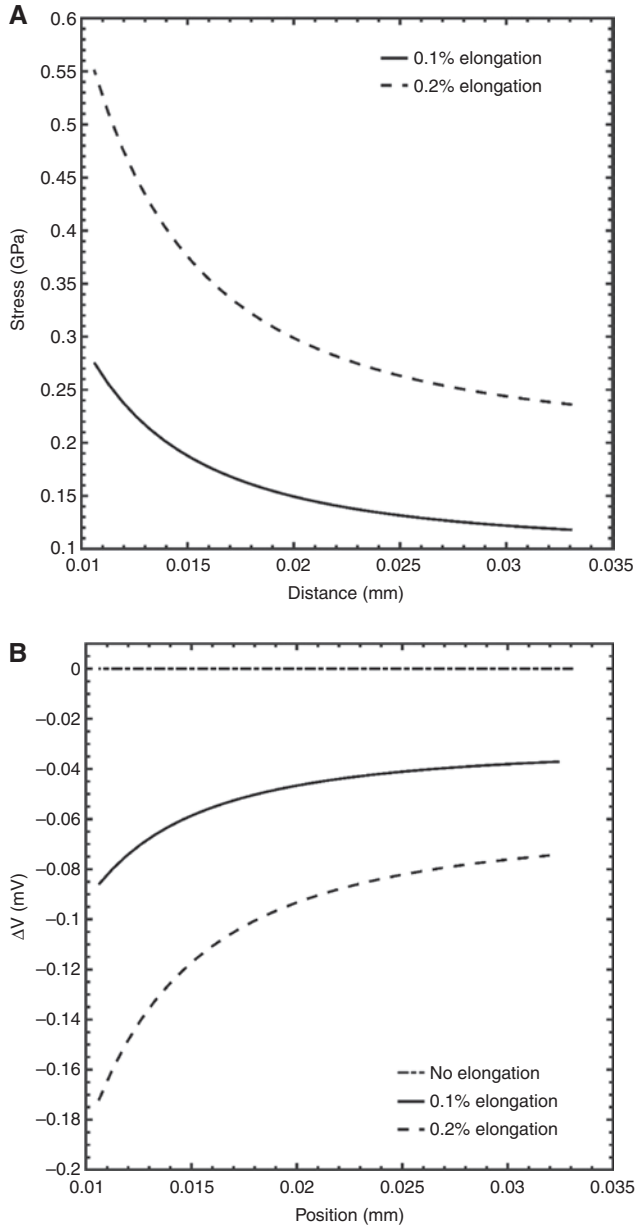 A
0.6
0.55
0.5
0.45
0.4
0.35
0.3
0.25
0.2
0.15
0.1
Stress (GPa)
0.1% elongation
0.2% elongation
0.01 0.015 0.02 0.025 0.03 0.035
Distance (mm)
B
0
−0.02
−0.04
−0.06
−0.08
−0.1
−0.12
−0.14
−0.16
−0.18
−0.2
ΔV (mV)
No elongation
0.1% elongation
0.2% elongation
0.01 0.015 0.02 0.025 0.03 0.035
Position (mm)